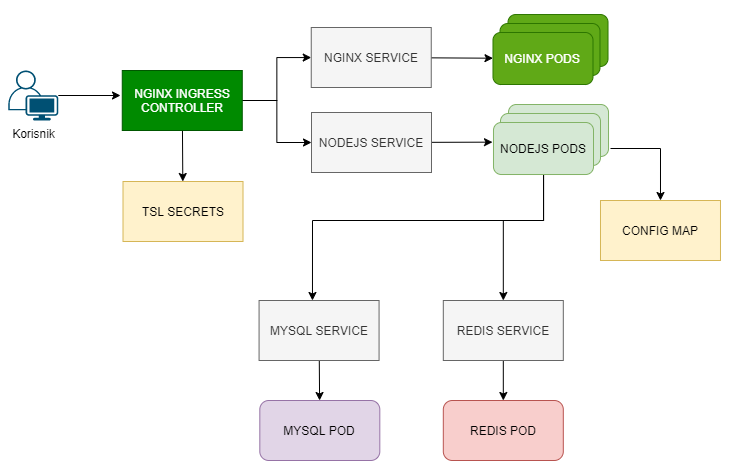 NGINX SERVICE
NGINX PODS
NGINX INGRESS
CONTROLLER
Korisnik
NODEJS SERVICE
NODEJS PODS
TSL SECRETS
CONFIG MAP
MYSQL SERVICE
REDIS SERVICE
MYSQL POD
REDIS POD